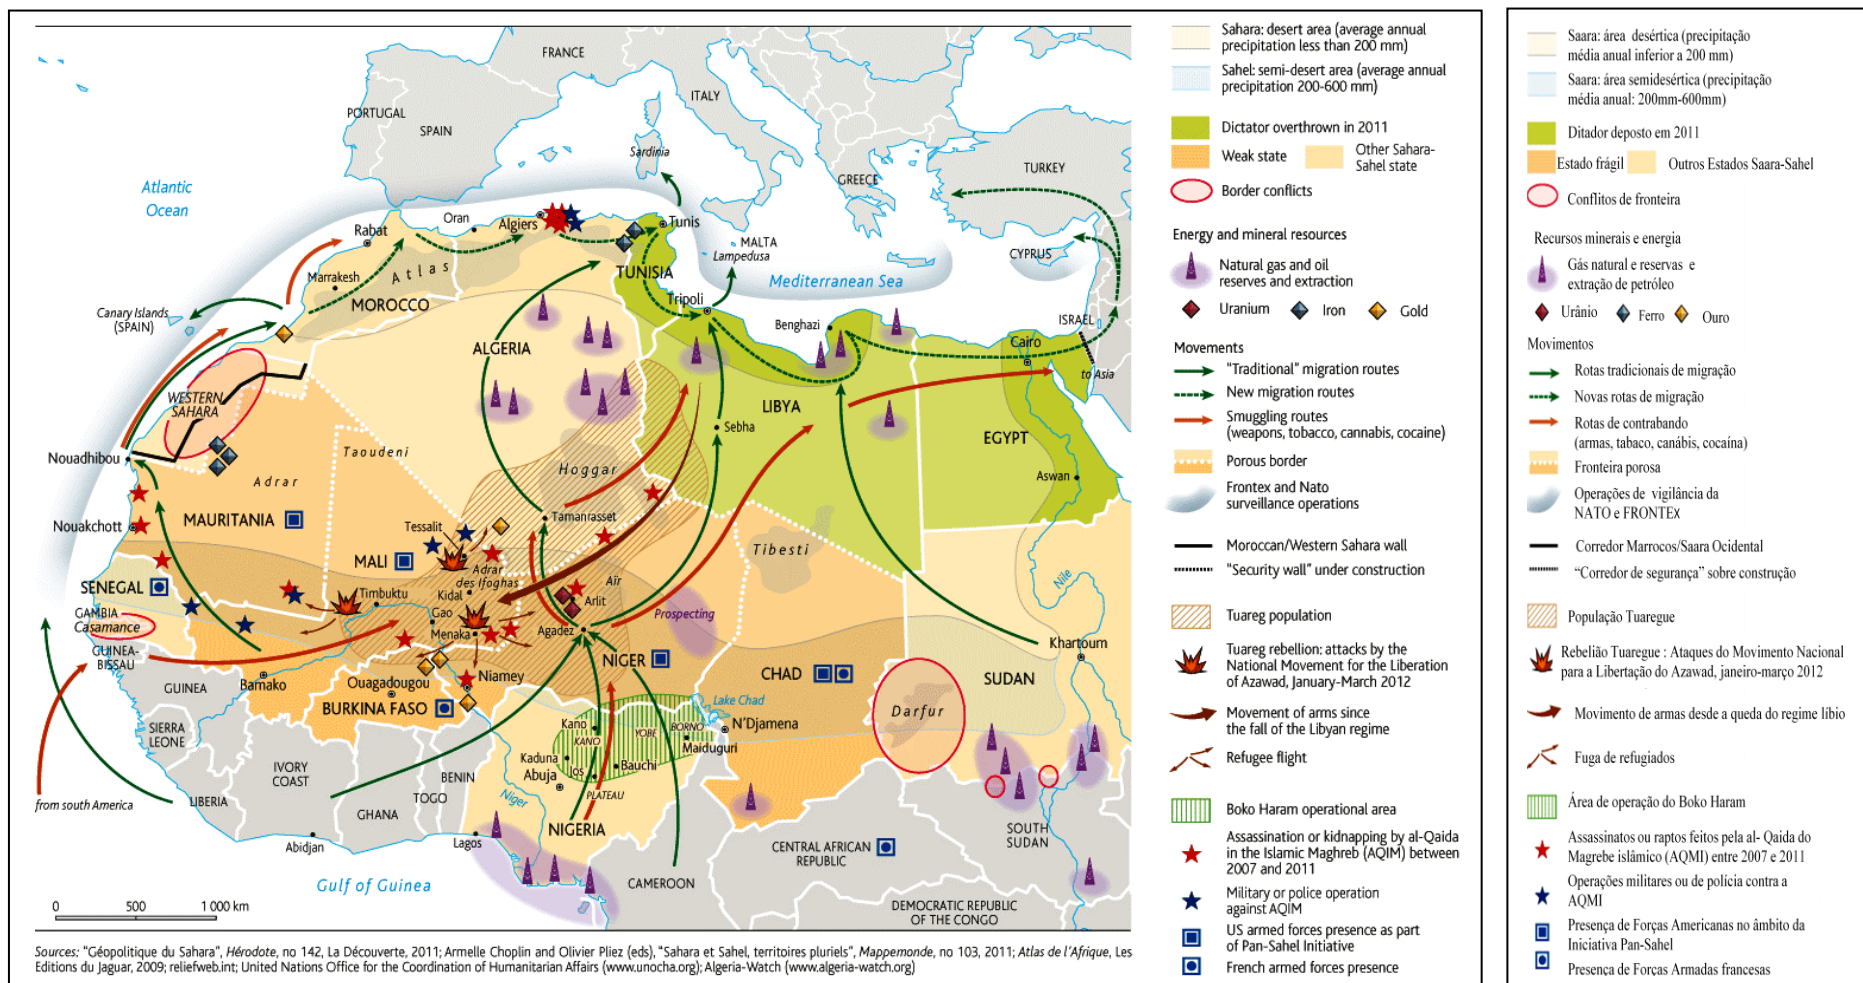 FRANCE
PORTUGAL
SPAIN
ITALY
Sardinia
GREECE
TURKEY
Atlantic
Ocean
Oran
Algiers
Tunis
Rabat
MALTA
Lampedusa
CYPRUS
Marrakesh
Atlas
TUNISIA
Mediterranean Sea
MOROCCO
Tripoli
Canary Islands
(SPAIN)
Benghazi
ISRAEL
Cairo
ALGERIA
to Asia
WESTERN
SAHARA
LIBYA
Sebha
EGYPT
Nouadhibou
Taoudeni
Hoggar
Adrar
Aswan
Nouakchott
MAURITANIA
Tessalit
Tamanrasset
MALI
Adrar
des Ifoghas
Tibesti
Aïr
Nile
SENEGAL
Timbuktu
Kidal
Arlit
GAMBIA
Casamance
Gao
Menaka
Agadez
Prospecting
Khartoum
GUINEA-
BISSAU
NIGER
GUINEA
Bamako
Ouagadougou
Niamey
CHAD
SUDAN
BURKINA FASO
Lake Chad
Darfur
SIERRA
LEONE
Kano
KANO
YOBE
BORNO
N'Djamena
Maiduguri
IVORY
COAST
Kaduna
Abuja
Jos
Bauchi
BENIN
PLATEAU
from south America
LIBERIA
TOGO
Niger
GHANA
NIGERIA
Abidjan
Lagos
SOUTH
SUDAN
CENTRAL AFRICAN
REPUBLIC
Gulf of Guinea
CAMEROON
DEMOCRATIC REPUBLIC
OF THE CONGO
0 500 1 000 km
Sources: "Géopolitique du Sahara", Hérodote, no 142, La Découverte, 2011; Armelle Choplin and Olivier Pliez (eds), "Sahara et Sahel, territoires pluriels", Mappemonde, no 103, 2011; Atlas de l'Afrique, Les
Editions du Jaguar, 2009; reliefweb.int; United Nations Office for the Coordination of Humanitarian Affairs (www.unocha.org); Algeria-Watch (www.algeria-watch.org)
Sahara: desert area (average annual
precipitation less than 200 mm)
Sahel: semi-desert area (average annual
precipitation 200-600 mm)
Dictator overthrown in 2011
Weak state
Other Sahara-
Sahel state
Border conflicts
Energy and mineral resources
Natural gas and oil
reserves and extraction
Uranium
Iron
Gold
Movements
"Traditional" migration routes
New migration routes
Smuggling routes
(weapons, tobacco, cannabis, cocaine)
Porous border
Frontex and Nato
surveillance operations
Moroccan/Western Sahara wall
"Security wall" under construction
Tuareg population
Tuareg rebellion: attacks by the
National Movement for the Liberation
of Azawad, January-March 2012
Movement of arms since
the fall of the Libyan regime
Refugee flight
Boko Haram operational area
Assassination or kidnapping by al-Qaida
in the Islamic Maghreb (AQIM) between
2007 and 2011
Military or police operation
against AQIM
US armed forces presence as part
of Pan-Sahel Initiative
French armed forces presence
Saara: área desértica (precipitação
média anual inferior a 200 mm)
Saara: área semidesértica (precipitação
média anual: 200mm-600mm)
Ditador deposto em 2011
Estado frágil
Outros Estados Saara-Sahel
Conflitos de fronteira
Recursos minerais e energia
Gás natural e reservas e
extração de petróleo
Urânio
Ferro
Ouro
Movimentos
Rotas tradicionais de migração
Novas rotas de migração
Rotas de contrabando
(armas, tabaco, canábis, cocaína)
Fronteira porosa
Operações de vigilância da
NATO e FRONTEx
Corredor Marrocos/Saara Ocidental
"Corredor de segurança" sobre construção
População Tuaregue
Rebelião Tuaregue : Ataques do Movimento Nacional
para a Libertação do Azawad, janeiro-março 2012
Movimento de armas desde a queda do regime líbio
Fuga de refugiados
Área de operação do Boko Haram
Assassinatos ou raptos feitos pela al- Qaida do
Magrebe islâmico (AQMI) entre 2007 e 2011
Operações militares ou de polícia contra a
AQMI
Presença de Forças Americanas no âmbito da
Iniciativa Pan-Sahel
Presença de Forças Armadas francesas